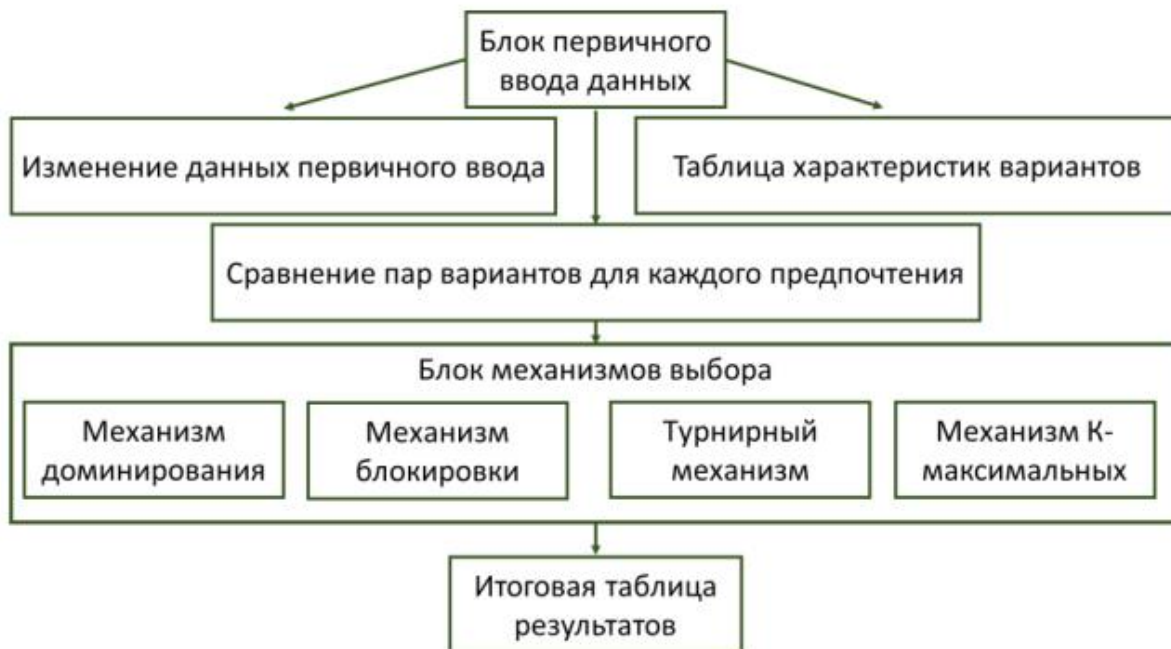 Блок первичного
ввода данных
Изменение данных первичного ввода
Таблица характеристик вариантов
Сравнение пар вариантов для каждого предпочтения
Блок механизмов выбора
Механизм
доминирования
Механизм
блокировки
Турнирный
механизм
Механизм К-
максимальных
Итоговая таблица
результатов